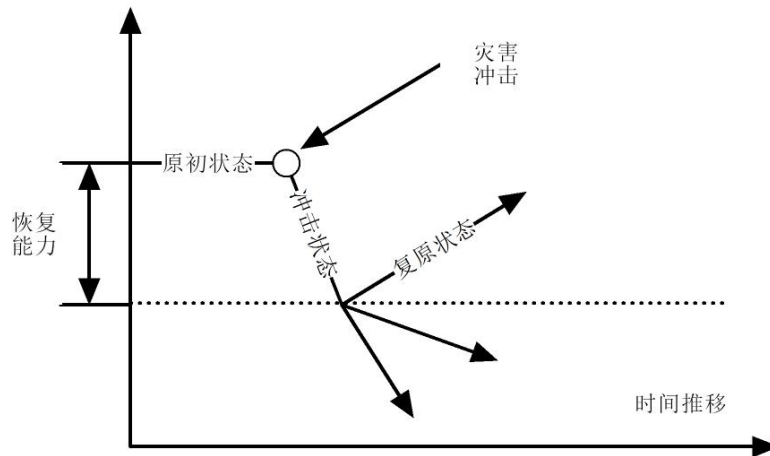 灾害
冲击
原初状态
冲击状态
恢复
能力
复原状态
时间推移